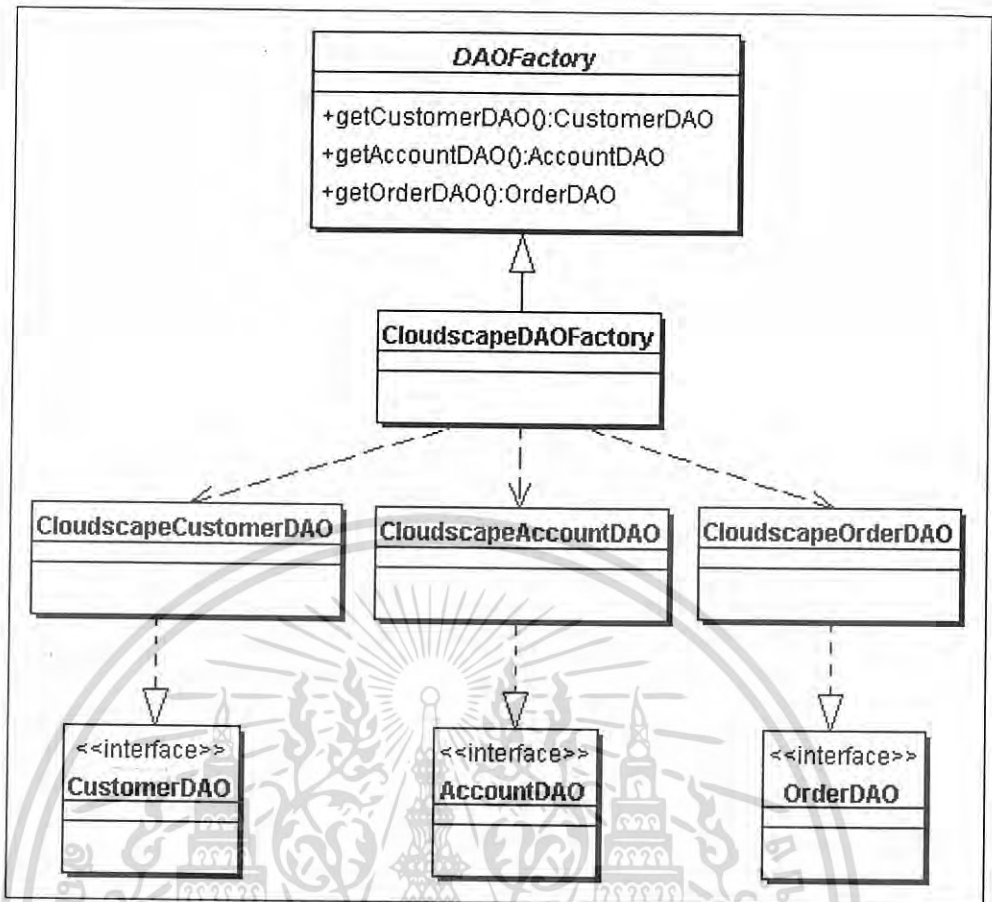 DAOFactory
+getCustomerDAO():CustomerDAO
+getAccountDAO():AccountDAO
+getOrderDAO():OrderDAO
CloudscapeDAOFactory
CloudscapeCustomerDAO
CloudscapeAccountDAO
CloudscapeOrderDAO
<<interface>>
CustomerDAO
<<interface>>
AccountDAO
<<interface>>
OrderDAO